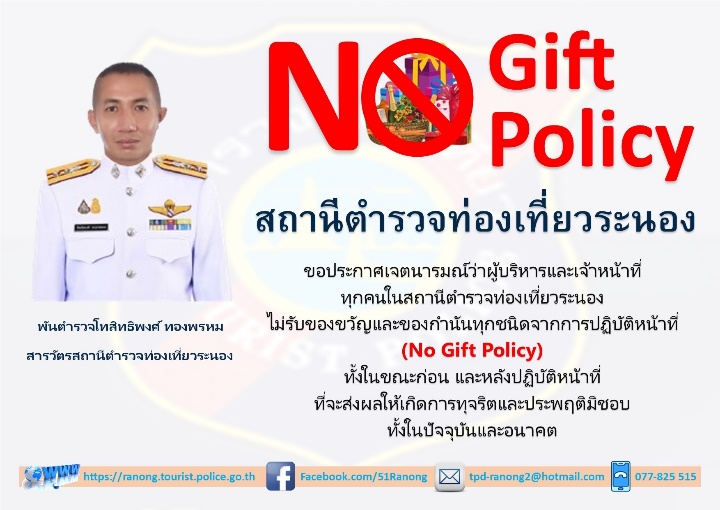 NO Gift
Policy
สถานีตำรวจท่องเที่ยวระนอง
ขอประกาศเจตนารมณ์ว่าผู้บริหารและเจ้าหน้าที่
ทุกคนในสถานีตำรวจท่องเที่ยวระนอง
ไม่รับของขวัญและของกำนันทุกชนิดจากการปฏิบัติหน้าที่
(No Gift Policy)
ทั้งในขณะก่อน และหลังปฏิบัติหน้าที่
ที่จะส่งผลให้เกิดการทุจริตและประพฤติมิชอบ
ทั้งในปัจจุบันและอนาคต
พันตำรวจโทสิทธิพงศ์ ทองพรหม
สารวัตรสถานีตำรวจท่องเที่ยวระนอง
www https://ranong.tourist.police.go.th Facebook.com/51Ranong tpd-ranong2@hotmail.com 077-825 515